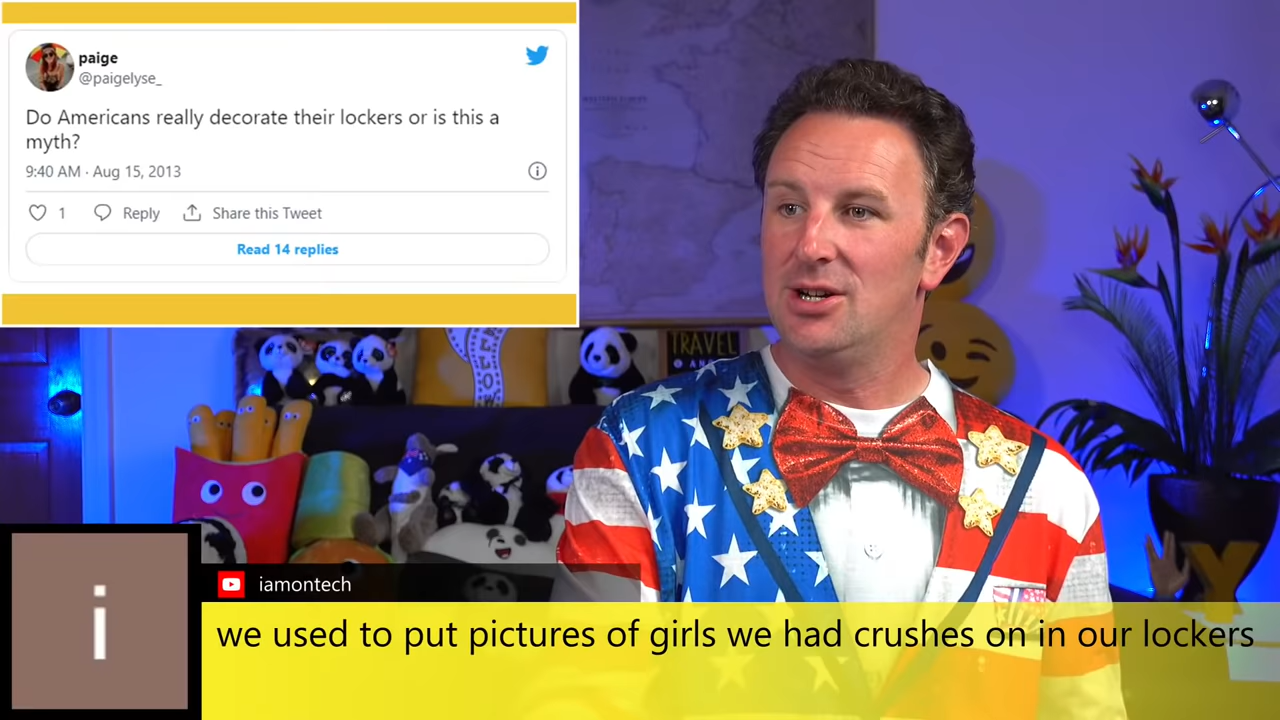 paige
@paigelyse_
Do Americans really decorate their lockers or is this a
myth?
9:40 AM · Aug 15, 2013
1 Reply Share this Tweet
Read 14 replies
TRAVEL
i
iamontech
we used to put pictures of girls we had crushes on in our lockers